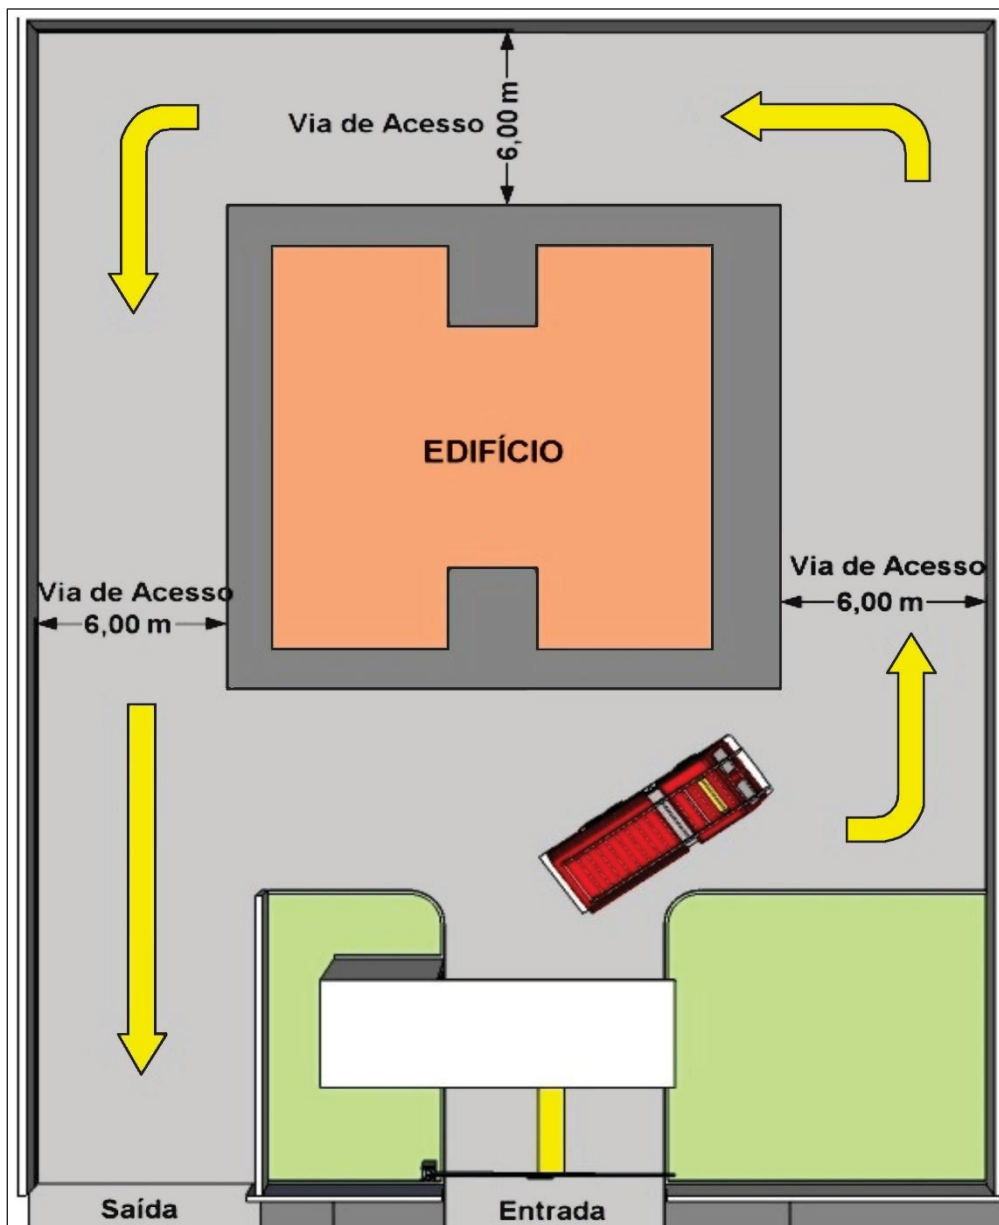 Via de Acesso
6,00 m
EDIFÍCIO
Via de Acesso
6,00 m
Via de Acesso
6,00 m
Saída
Entrada